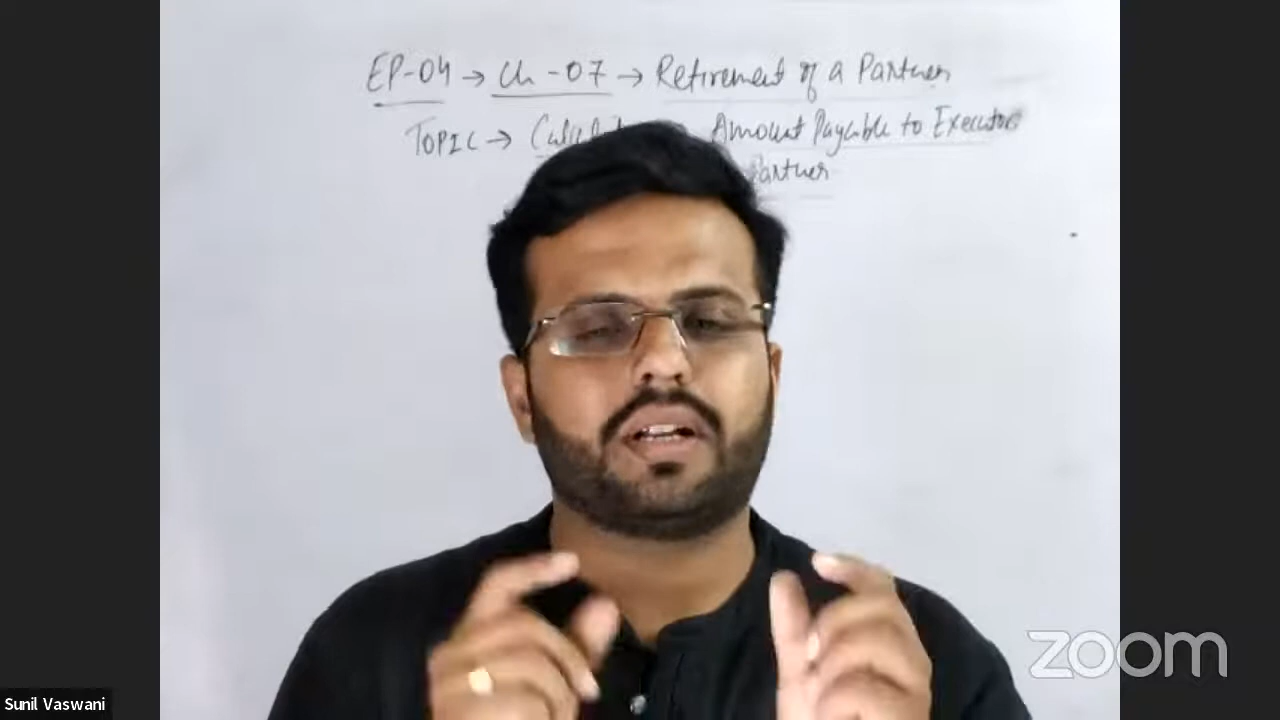 EP-04 → Ch-07 → Retirement of a Partner
TOPIC → Amount Payable to Executor
Partner
zoom
Sunil Vaswani